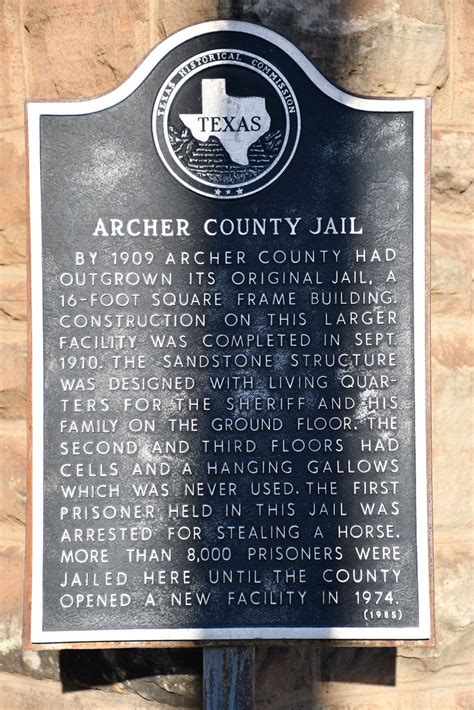 TEXAS HISTORICAL COMMISSION
TEXAS
ARCHER COUNTY JAIL
BY 1909 ARCHER COUNTY HAD
OUTGROWN ITS ORIGINAL JAIL, A
16-FOOT SQUARE FRAME BUILDING.
CONSTRUCTION ON THIS LARGER
FACILITY WAS COMPLETED IN SEPT.
1910. THE SANDSTONE STRUCTURE
WAS DESIGNED WITH LIVING QUAR-
TERS FOR THE SHERIFF AND HIS
FAMILY ON THE GROUND FLOOR. THE
SECOND AND THIRD FLOORS HAD
CELLS AND A HANGING GALLOWS
WHICH WAS NEVER USED. THE FIRST
PRISONER HELD IN THIS JAIL WAS
ARRESTED FOR STEALING A HORSE.
MORE THAN 8,000 PRISONERS WERE
JAILED HERE UNTIL THE COUNTY
OPENED A NEW FACILITY IN 1974.
(1985)